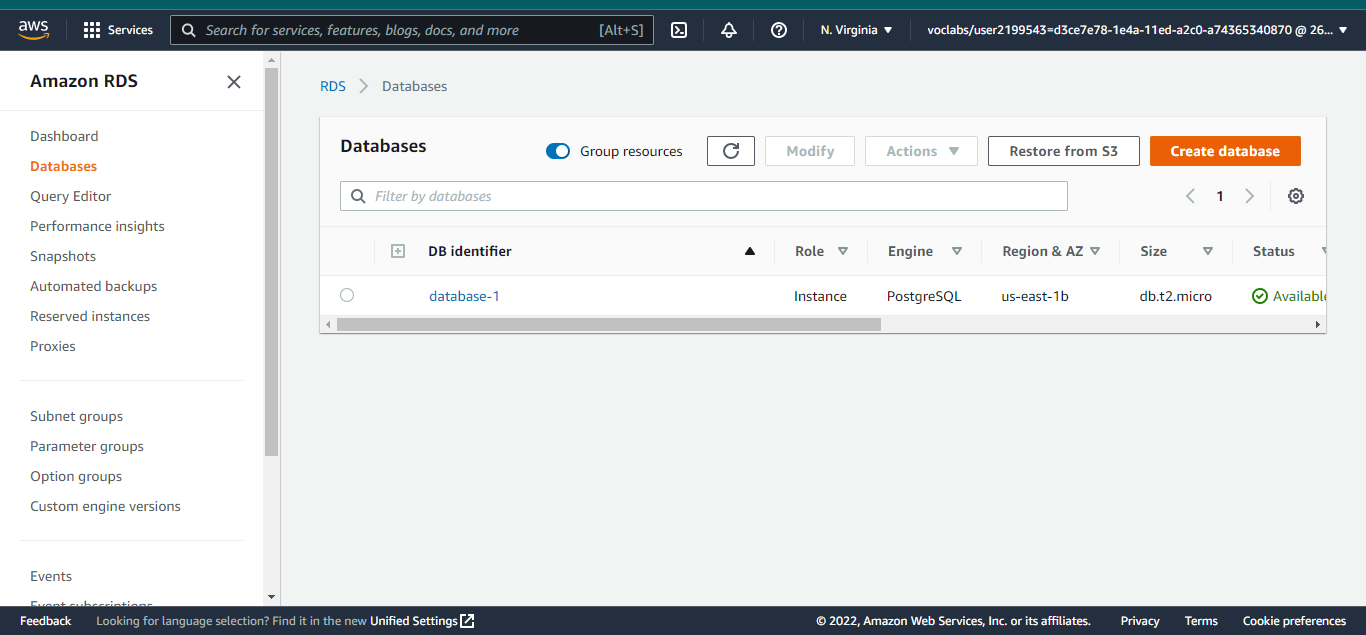 aws
Services
Search for services, features, blogs, docs, and more
[Alt+S]
N. Virginia
voclabs/user2199543=d3ce7e78-1e4a-11ed-a2c0-a74365340870 @ 26...
Amazon RDS
Dashboard
Databases
Query Editor
Performance insights
Snapshots
Automated backups
Reserved instances
Proxies
Subnet groups
Parameter groups
Option groups
Custom engine versions
Events
Event subscriptions
RDS
Databases
Databases
Group resources
Modify
Actions
Restore from S3
Create database
Filter by databases
1
DB identifier
Role
Engine
Region & AZ
Size
Status
database-1
Instance
PostgreSQL
us-east-1b
db.t2.micro
Available
Feedback
Looking for language selection? Find it in the new Unified Settings
© 2022, Amazon Web Services, Inc. or its affiliates.
Privacy
Terms
Cookie preferences